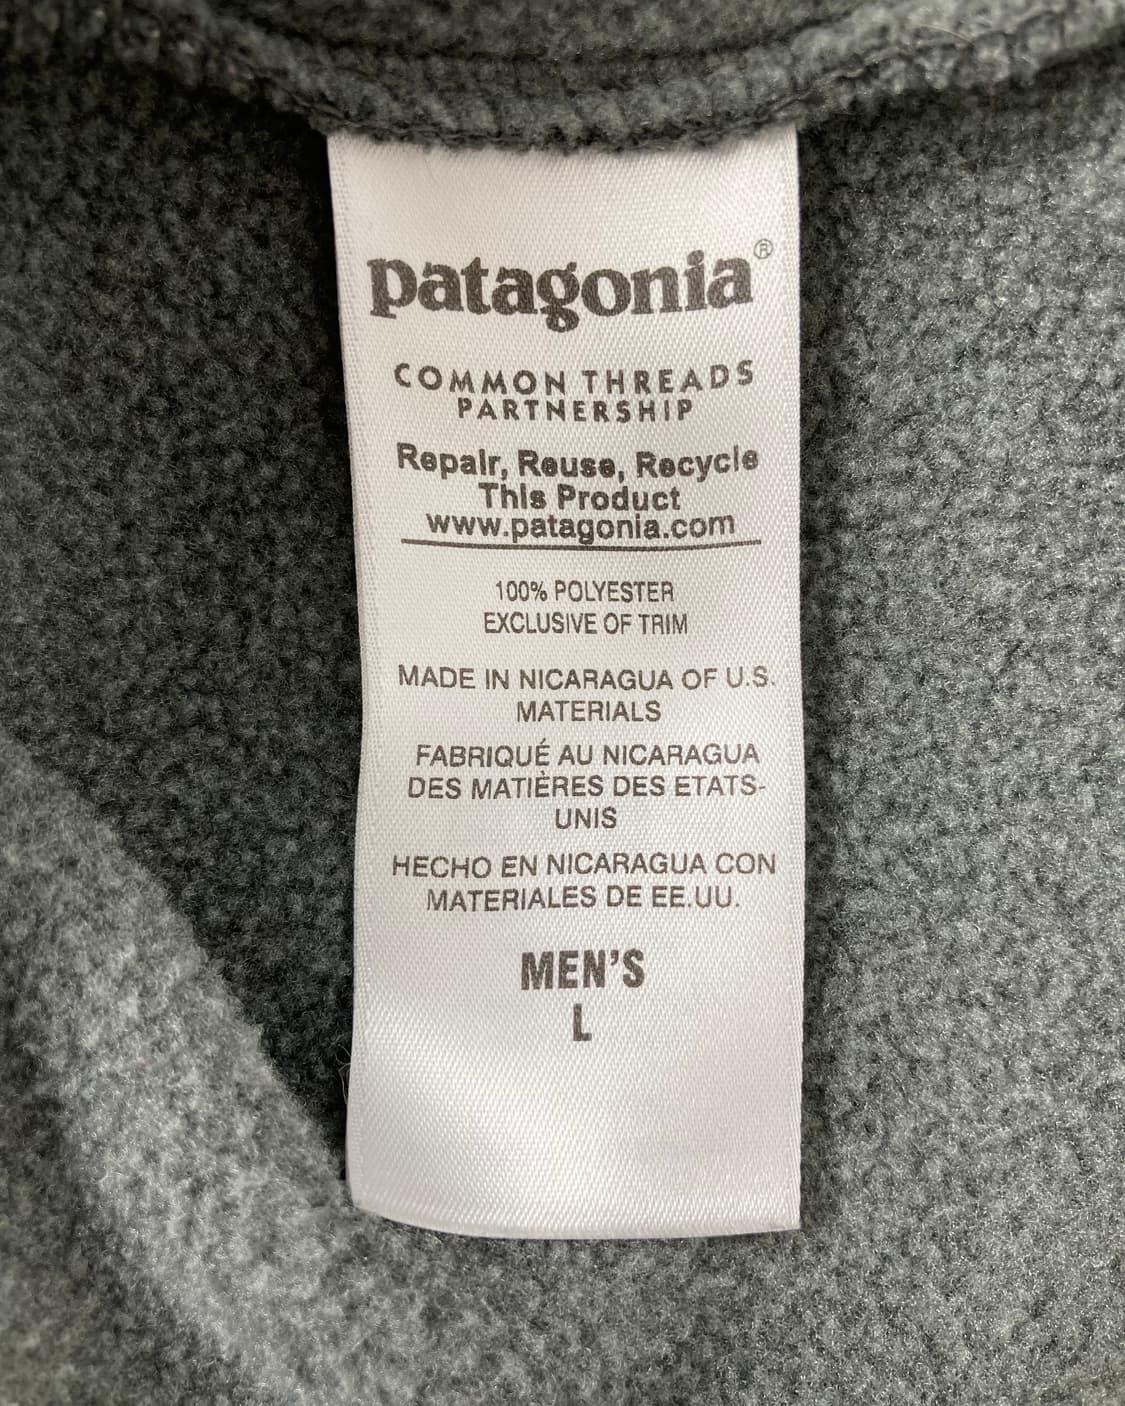 patagonia®
COMMON THREADS
PARTNERSHIP
Repair, Reuse, Recycle
This Product
www.patagonia.com
100% POLYESTER
EXCLUSIVE OF TRIM
MADE IN NICARAGUA OF U.S.
MATERIALS
FABRIQUÉ AU NICARAGUA
DES MATIÈRES DES ETATS-
UNIS
HECHO EN NICARAGUA CON
MATERIALES DE EE.UU.
MEN'S
L